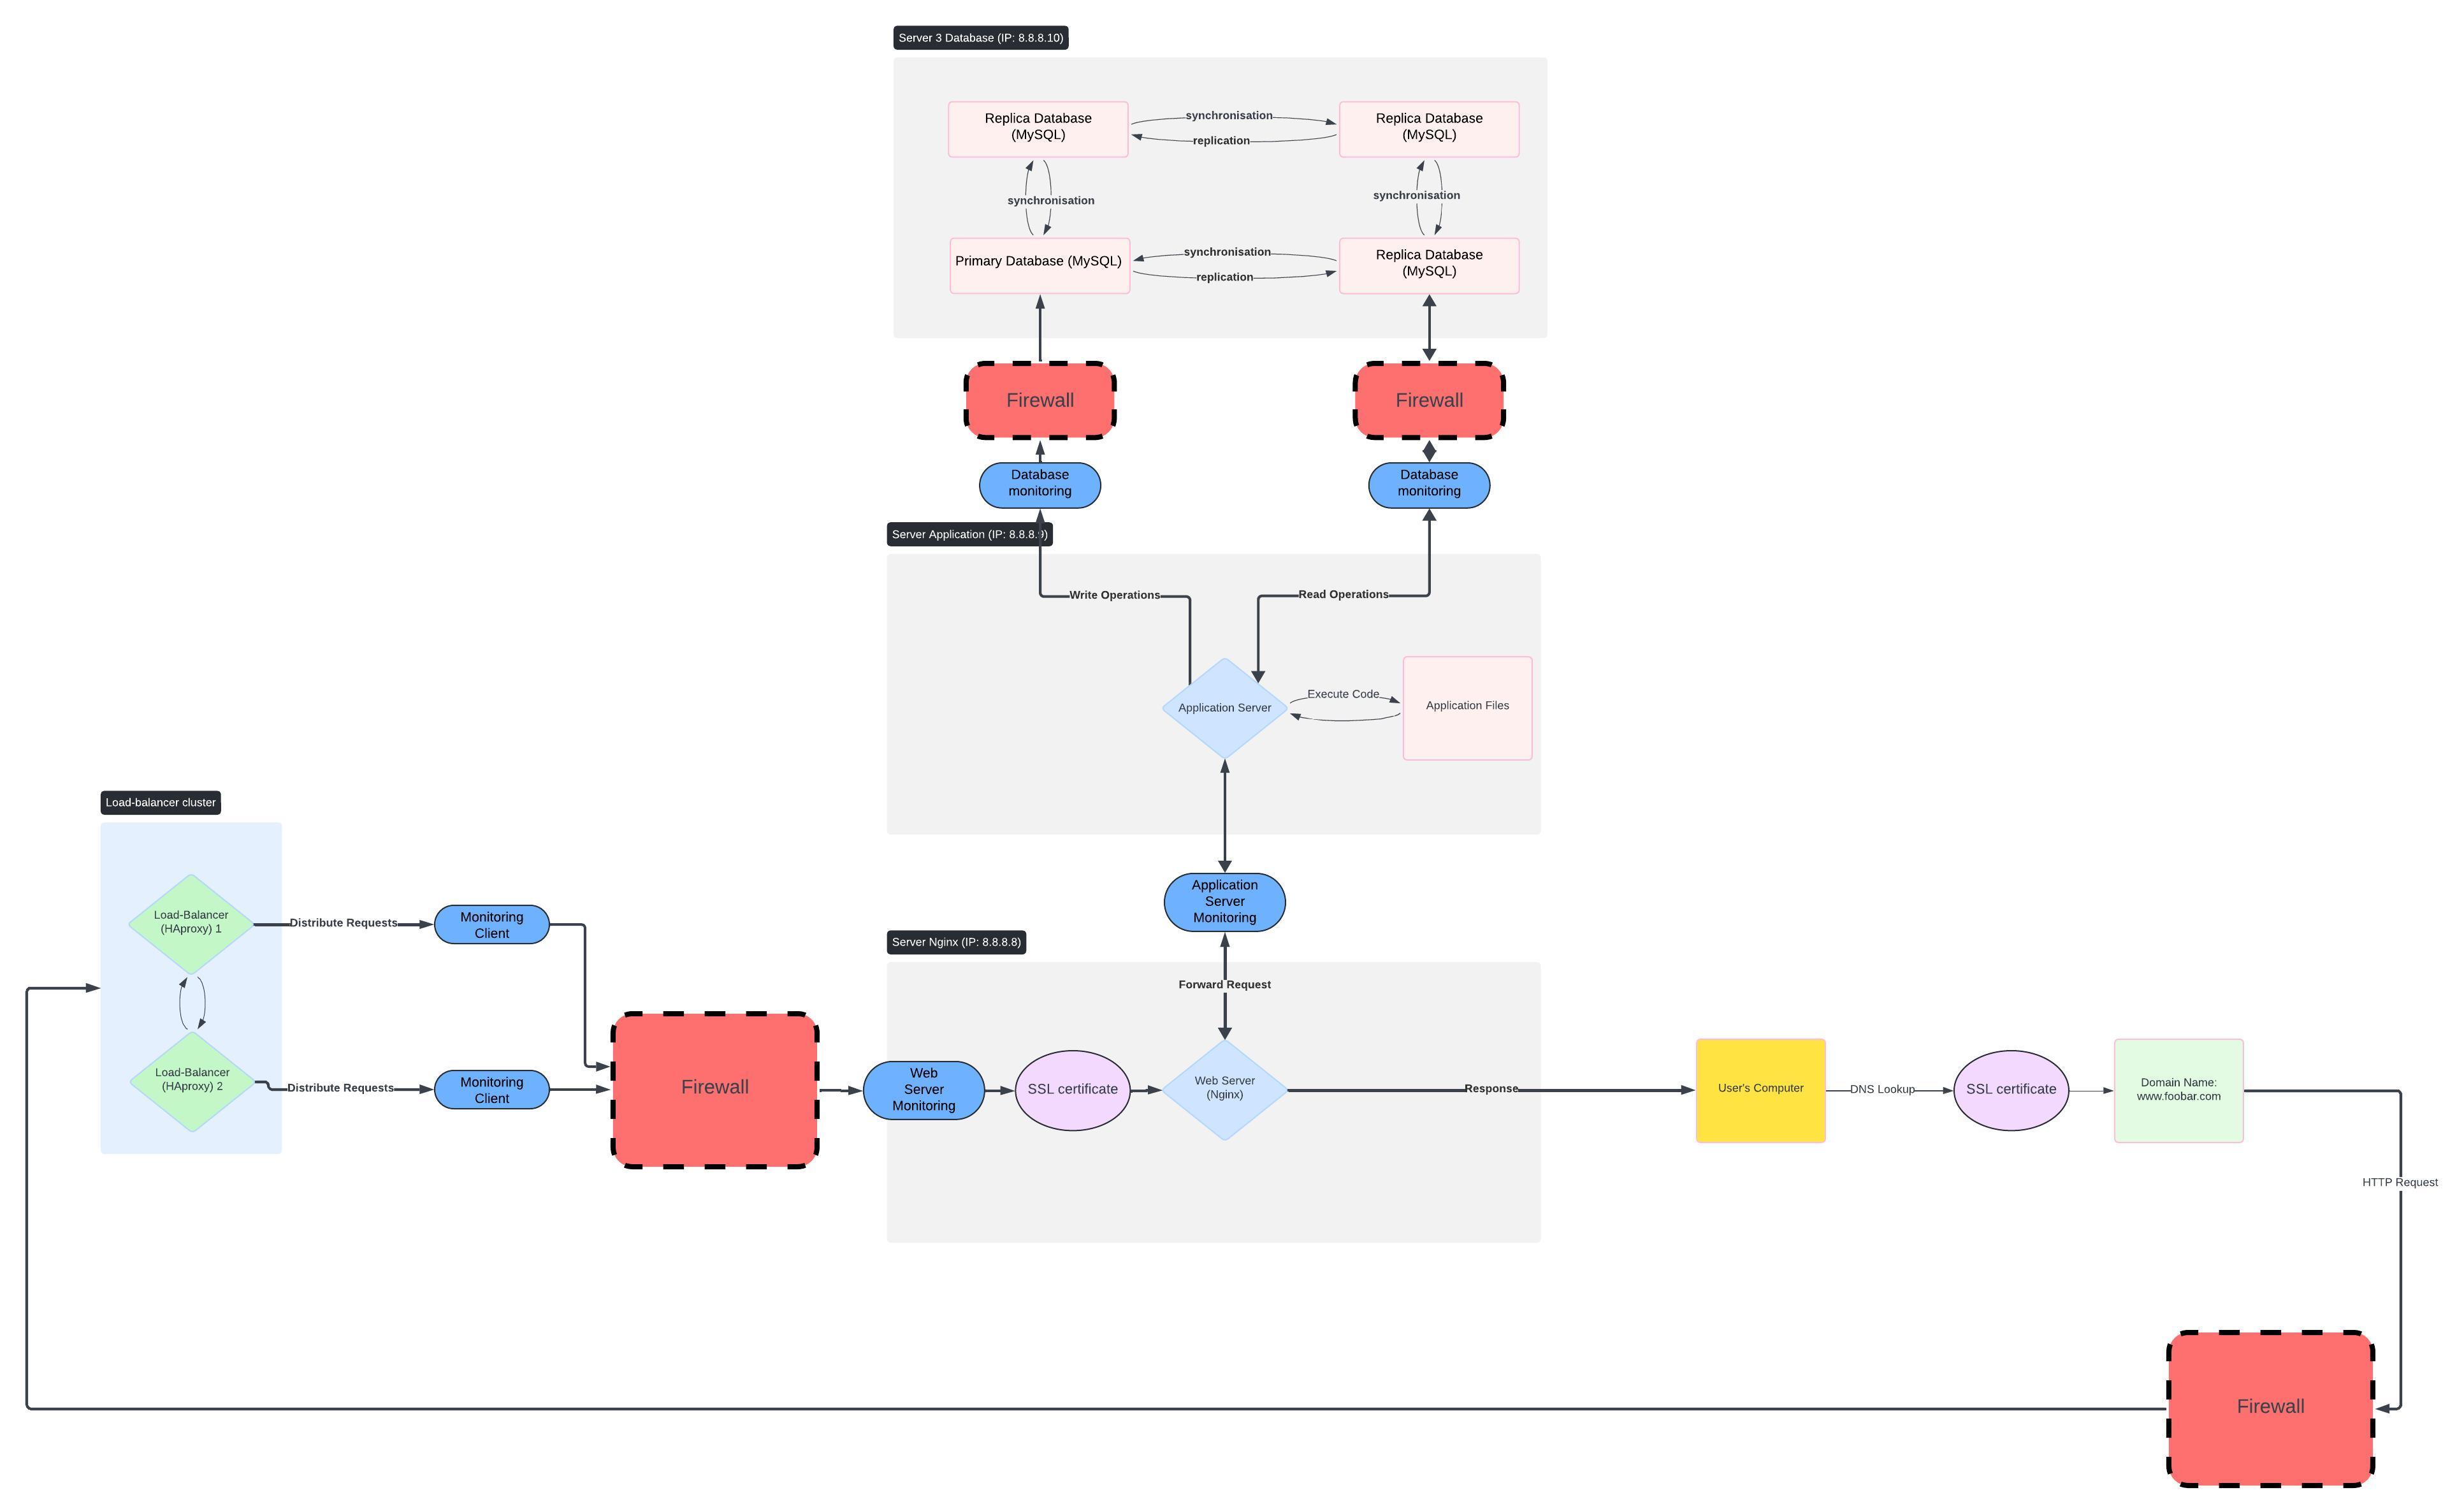 Server 3 Database (IP: 8.8.8.10)
Replica Database
(MySQL)
synchronisation
replication
Replica Database
(MySQL)
synchronisation
synchronisation
Primary Database (MySQL)
synchronisation
replication
Replica Database
(MySQL)
Firewall
Firewall
Database
monitoring
Database
monitoring
Server Application (IP: 8.8.8.9)
Write Operations
Read Operations
Application Server
Execute Code
Application Files
Load-balancer cluster
Load-Balancer
(HAproxy) 1
Distribute Requests
Monitoring
Client
Load-Balancer
(HAproxy) 2
Distribute Requests
Monitoring
Client
Firewall
Application
Server
Monitoring
Server Nginx (IP: 8.8.8.8)
Forward Request
Web
Server
Monitoring
SSL certificate
Web Server
(Nginx)
Response
User's Computer
DNS Lookup
SSL certificate
Domain Name:
www.foobar.com
HTTP Request
Firewall